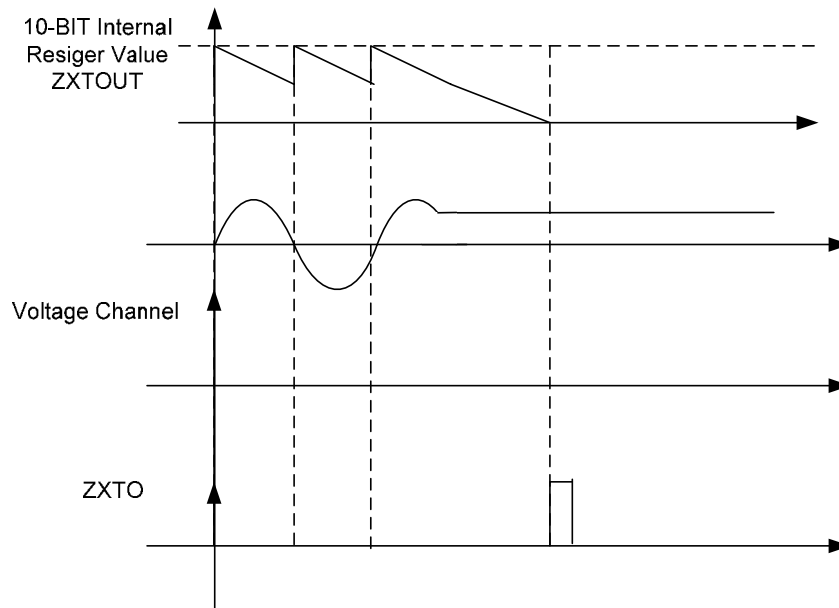 10-BIT Internal
Resiger Value
ZXTOUT
Voltage Channel
ZXTO